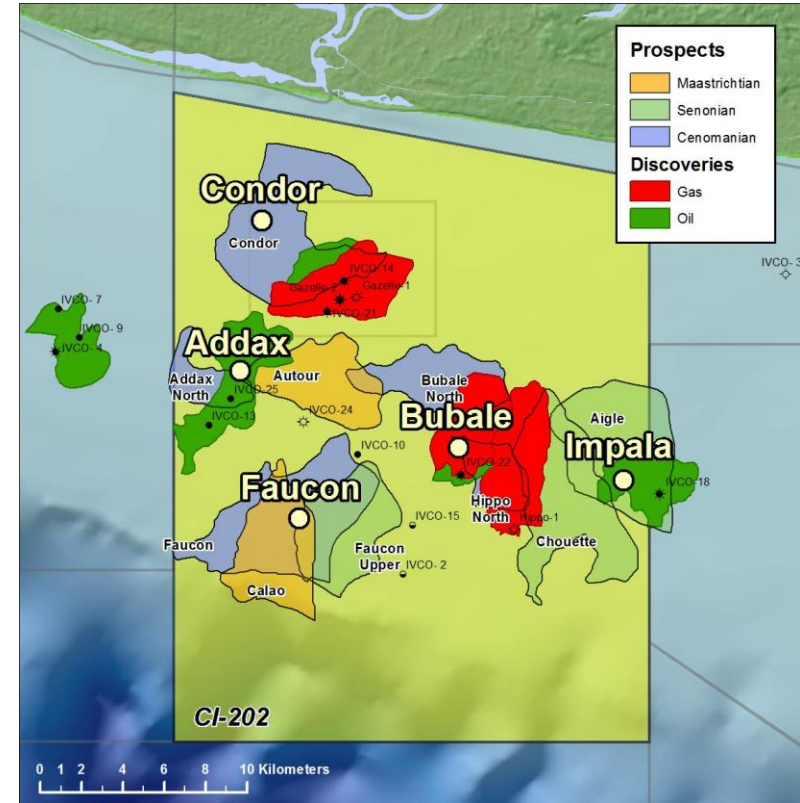 Prospects
Maastrichtian
Senonian
Cenomanian
Discoveries
Gas
Oil
Condor
Condor
IVCO-14
Gazelle-2
Gazelle-1
IVCO-21
IVCO-3
IVCO-7
IVCO-9
IVCO-4
Addax
Addax
North
Autour
IVCO-25
IVCO-13
IVCO-24
Bubale
North
Bubale
Aigle
Impala
IVCO-10
IVCO-22
IVCO-18
Faucon
Hippo
North
IVCO-15
Hippo-1
Faucon
Faucon
Upper
Chouette
IVCO-2
Calao
CI-202
0 1 2 4 6 8 10 Kilometers